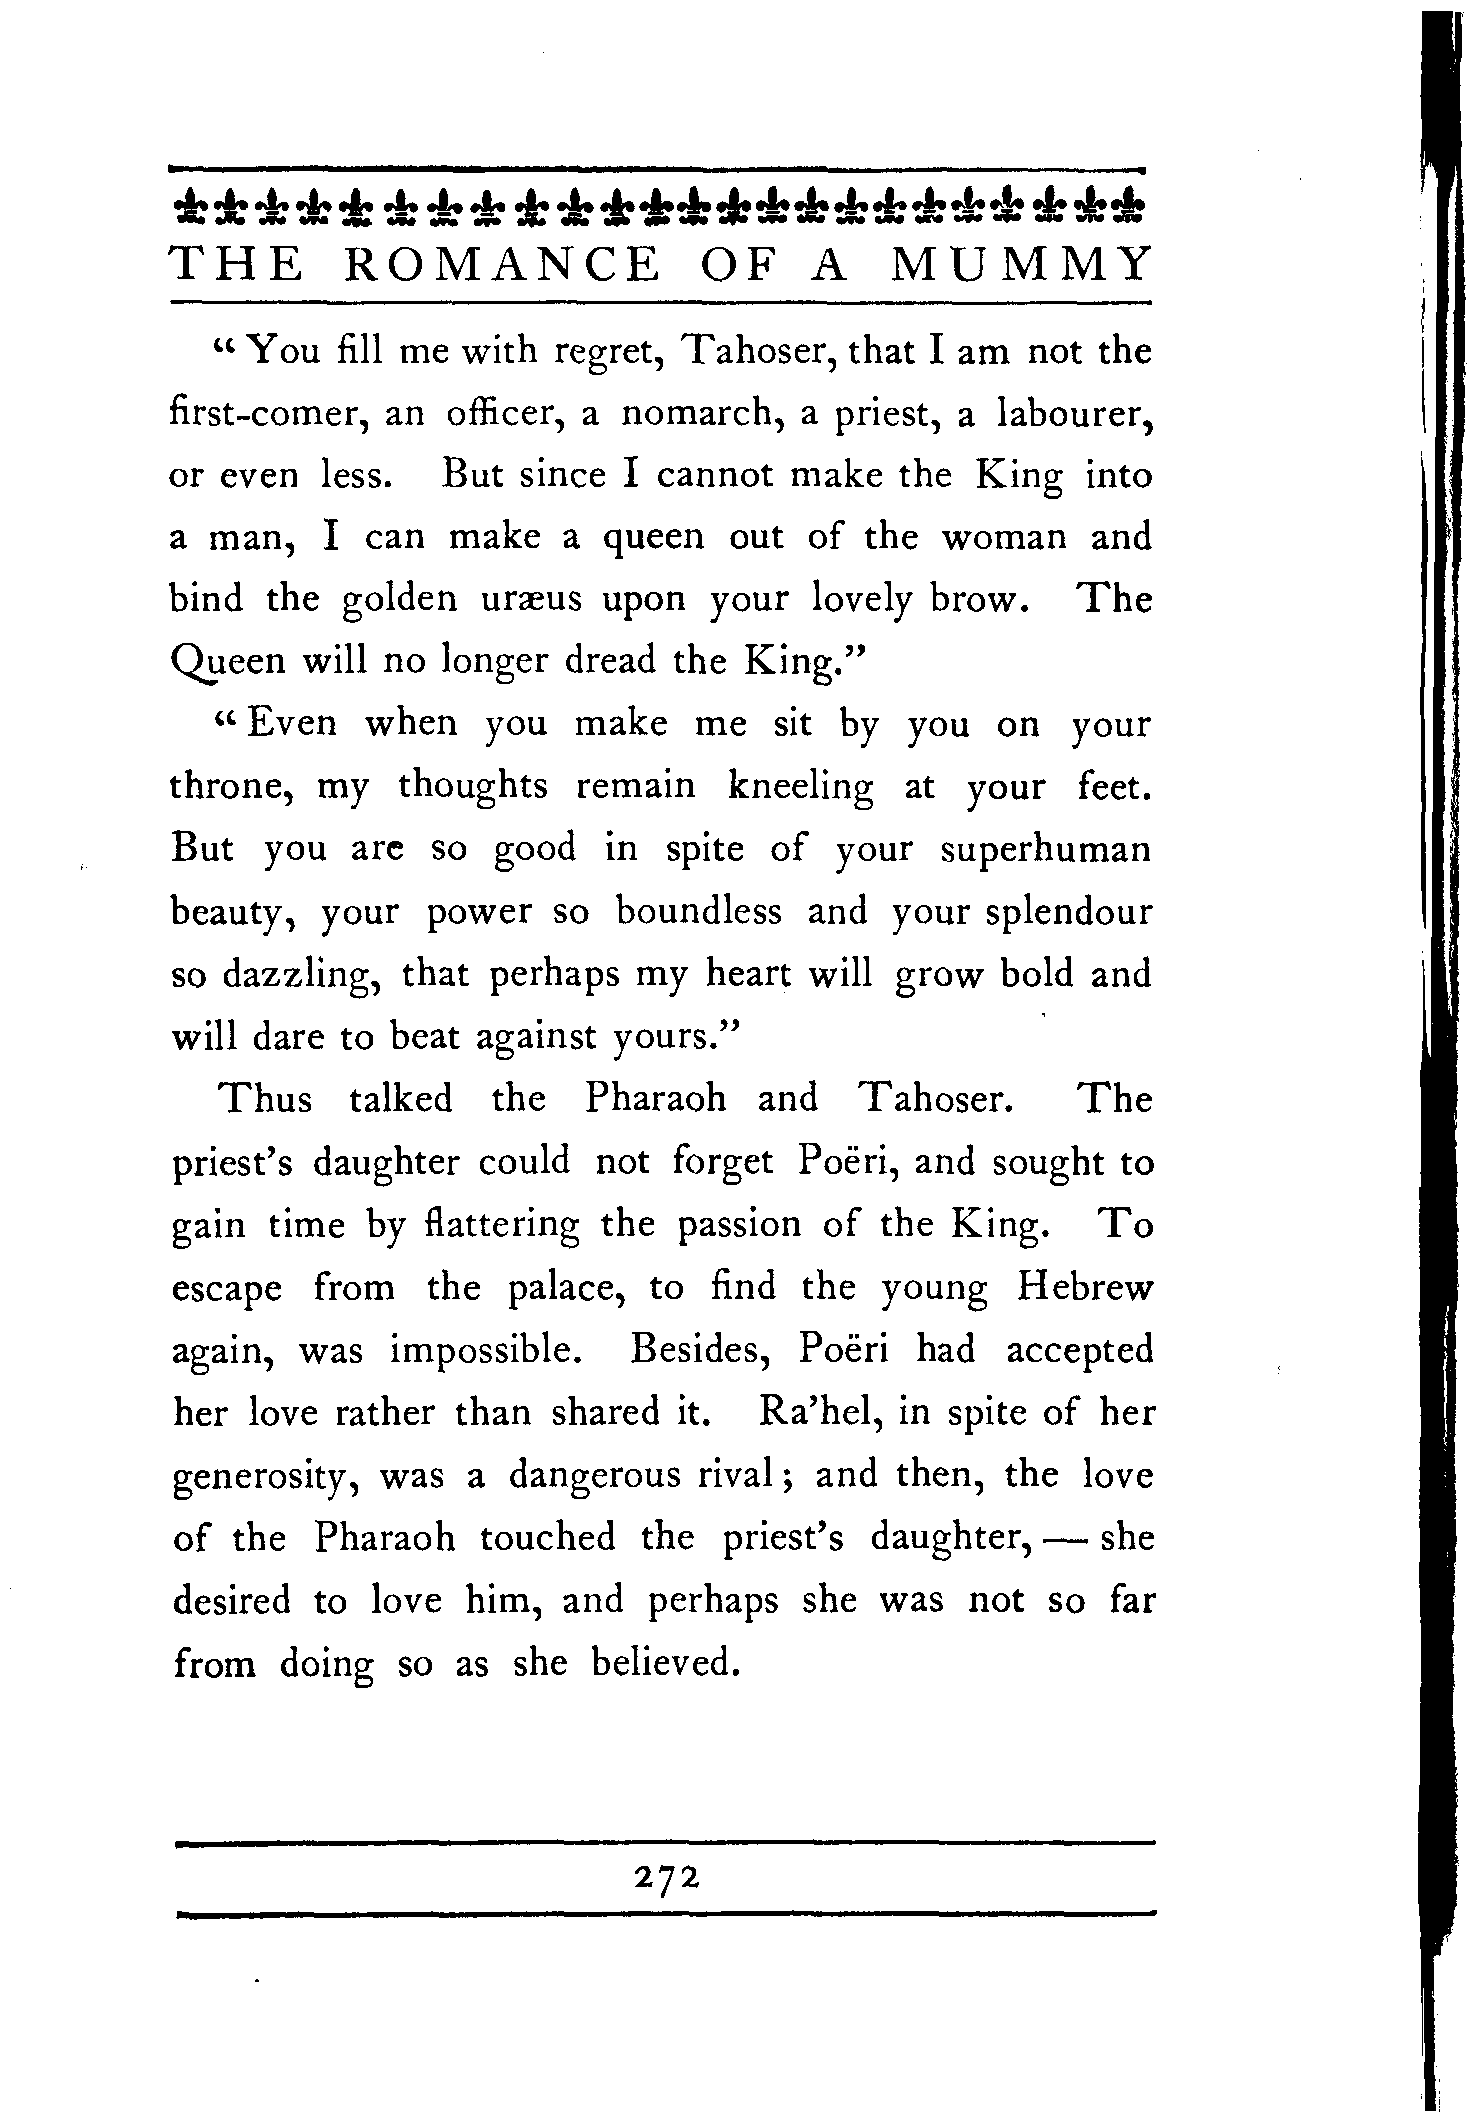 THE ROMANCE OF A MUMMY
“You fill me with regret, Tahoser, that I am not the
first-comer, an officer, a nomarch, a priest, a labourer,
or even less. But since I cannot make the King into
a man, I can make a queen out of the woman and
bind the golden uræus upon your lovely brow. The
Queen will no longer dread the King.”
“Even when you make me sit by you on your
throne, my thoughts remain kneeling at your feet.
But you are so good in spite of your superhuman
beauty, your power so boundless and your splendour
so dazzling, that perhaps my heart will grow bold and
will dare to beat against yours.”
Thus talked the Pharaoh and Tahoser. The
priest’s daughter could not forget Poëri, and sought to
gain time by flattering the passion of the King. To
escape from the palace, to find the young Hebrew
again, was impossible. Besides, Poëri had accepted
her love rather than shared it. Ra’hel, in spite of her
generosity, was a dangerous rival; and then, the love
of the Pharaoh touched the priest’s daughter, — she
desired to love him, and perhaps she was not so far
from doing so as she believed.
272